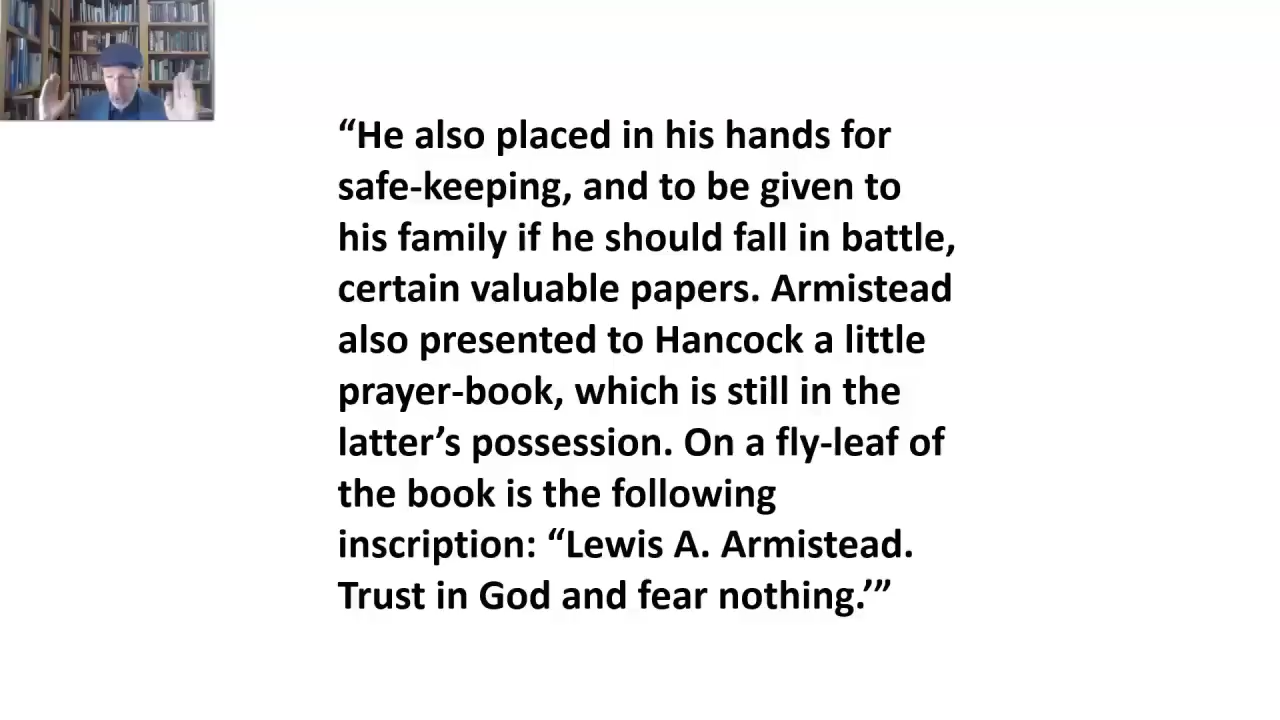 “He also placed in his hands for
safe-keeping, and to be given to
his family if he should fall in battle,
certain valuable papers. Armistead
also presented to Hancock a little
prayer-book, which is still in the
latter’s possession. On a fly-leaf of
the book is the following
inscription: “Lewis A. Armistead.
Trust in God and fear nothing.’”